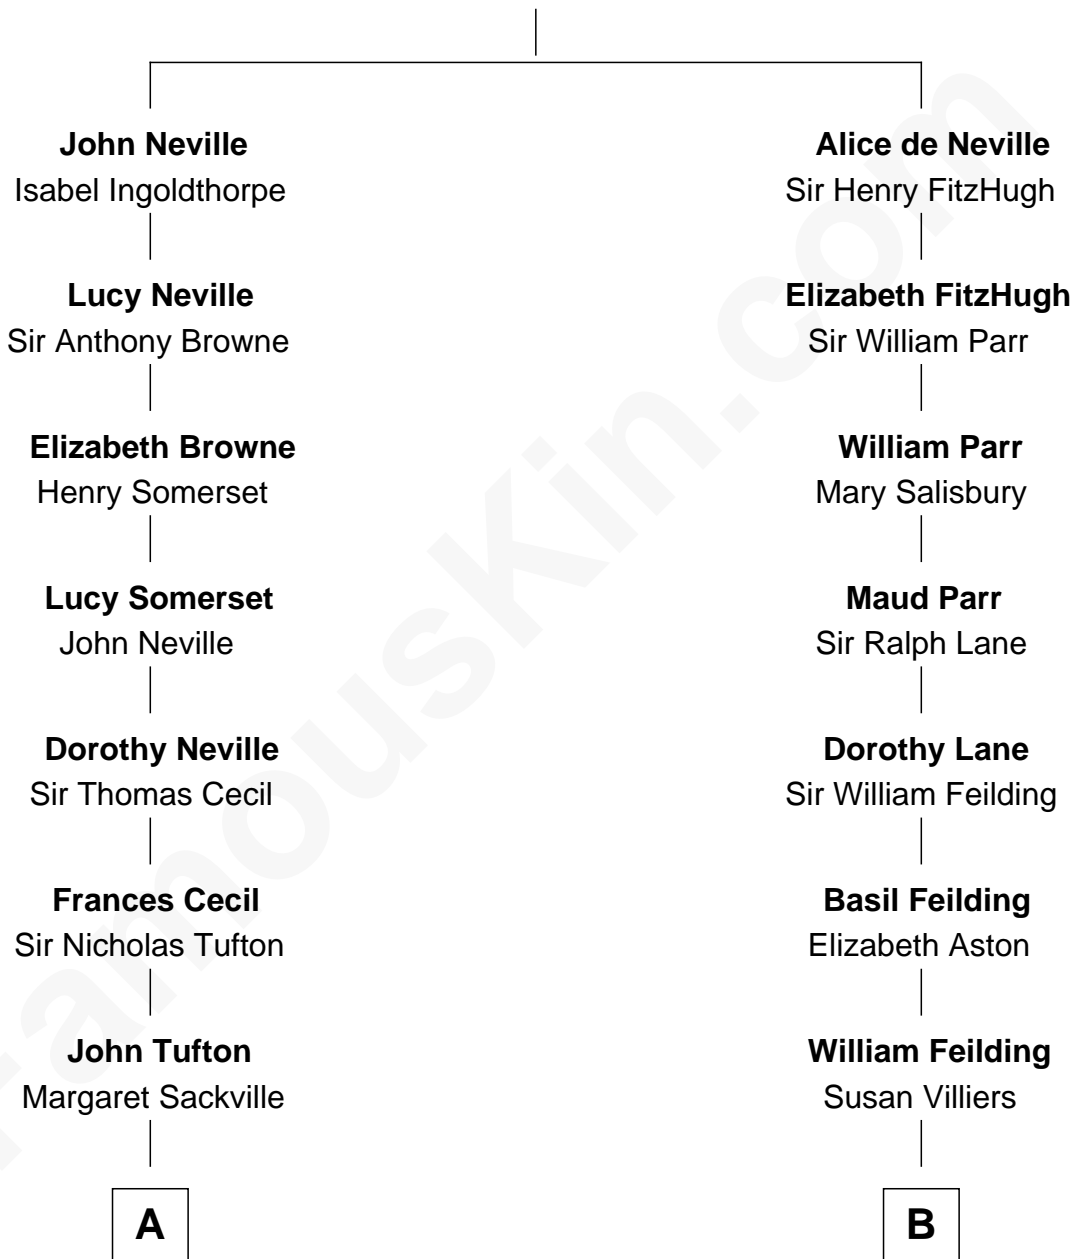 John Neville
Isabel Ingoldthorpe
Lucy Neville
Sir Anthony Browne
Elizabeth Browne
Henry Somerset
Lucy Somerset
John Neville
Dorothy Neville
Sir Thomas Cecil
Frances Cecil
Sir Nicholas Tufton
John Tufton
Margaret Sackville
A
Alice de Neville
Sir Henry FitzHugh
Elizabeth FitzHugh
Sir William Parr
William Parr
Mary Salisbury
Maud Parr
Sir Ralph Lane
Dorothy Lane
Sir William Feilding
Basil Feilding
Elizabeth Aston
William Feilding
Susan Villiers
B
FamousKin.com